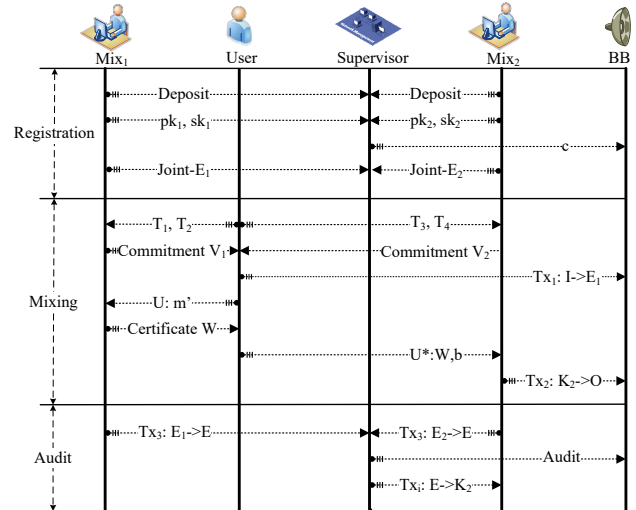 Mix₁ User Supervisor Mix₂ BB
Deposit Deposit
Registration pk₁, sk₁ pk₂, sk₂
c
Joint-E₁ Joint-E₂
T₁, T₂ T₃, T₄
Commitment V₁ Commitment V₂
Tx₁: I->E₁
Mixing U: m’
Certificate W
U*:W,b
Tx₂: K₂->O
Tx₃: E₁->E Tx₃: E₂->E
Audit Audit
Txᵢ: E->K₂